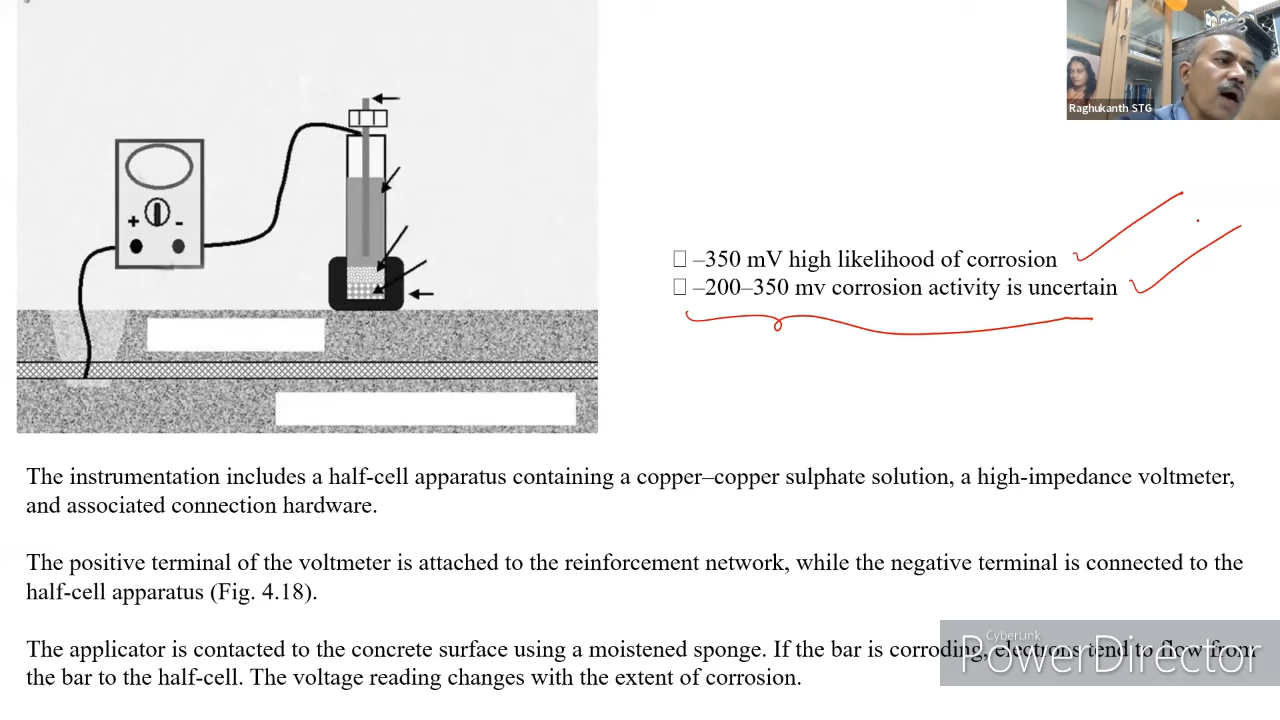 Raghukanth STG
+ -
–350 mV high likelihood of corrosion
–200–350 mv corrosion activity is uncertain
The instrumentation includes a half-cell apparatus containing a copper–copper sulphate solution, a high-impedance voltmeter,
and associated connection hardware.
The positive terminal of the voltmeter is attached to the reinforcement network, while the negative terminal is connected to the
half-cell apparatus (Fig. 4.18).
The applicator is contacted to the concrete surface using a moistened sponge. If the bar is corroding, electrons tend to flow from
the bar to the half-cell. The voltage reading changes with the extent of corrosion.
CyberLink
PowerDirector